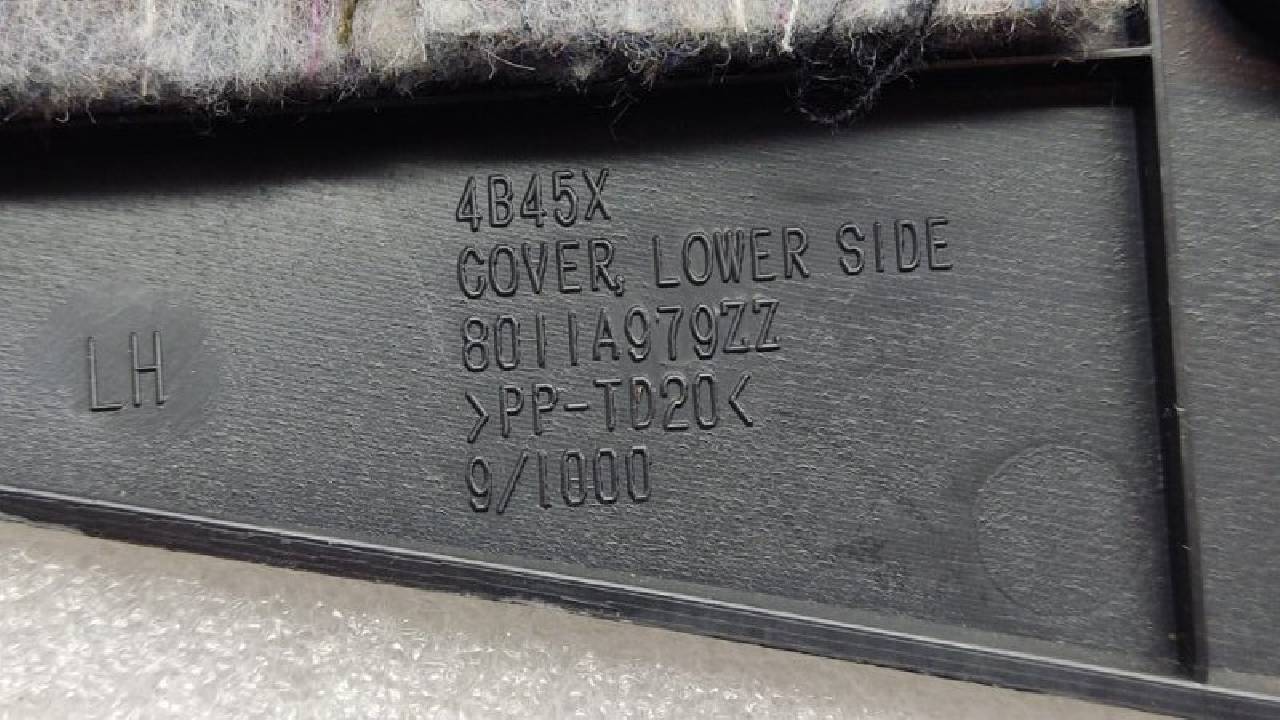 4B45X
COVER, LOWER SIDE
8011A979ZZ
>PP-TD20<
9/1000
LH